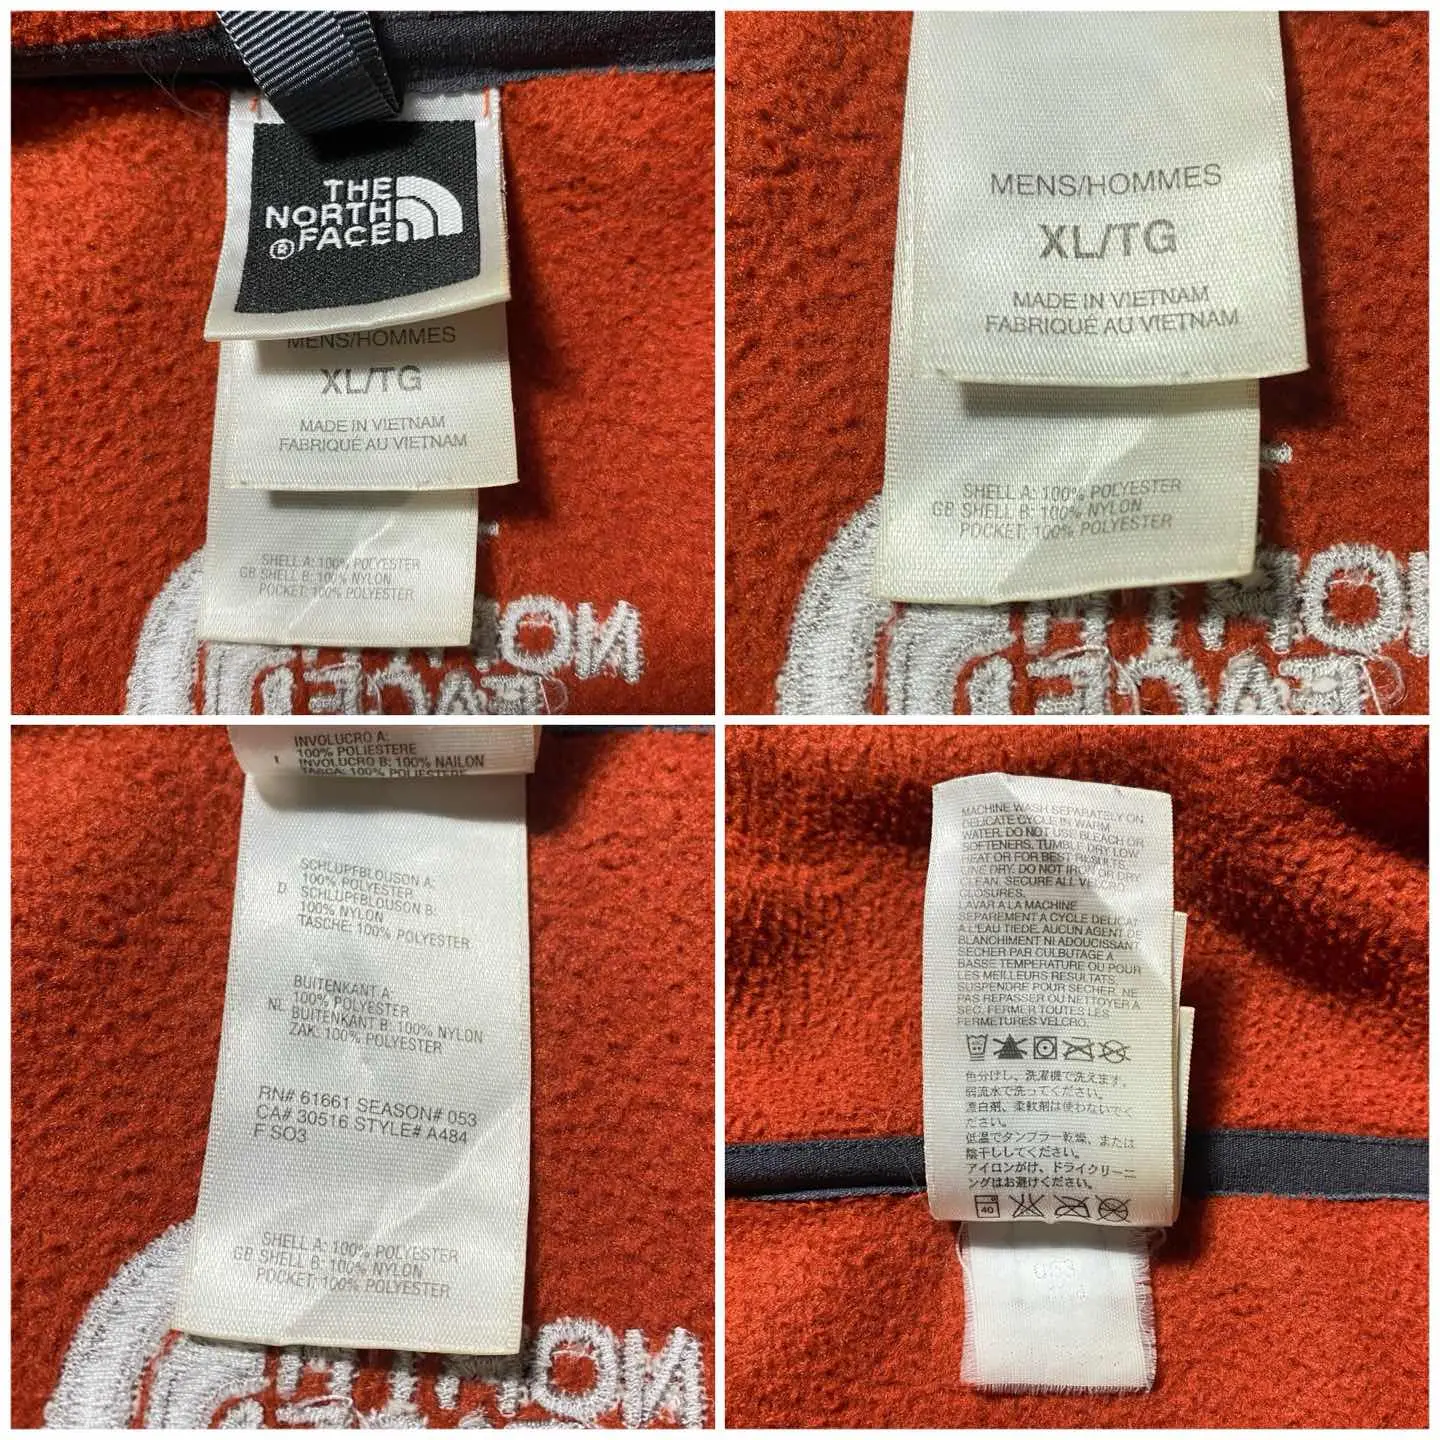 THE
NORTH
® FACE
MENS/HOMMES
XL/TG
MADE IN VIETNAM
FABRIQUÉ AU VIETNAM
SHELL A: 100% POLYESTER
GB SHELL B: 100% NYLON
POCKET: 100% POLYESTER
NORTH
FACE
MENS/HOMMES
XL/TG
MADE IN VIETNAM
FABRIQUÉ AU VIETNAM
SHELL A: 100% POLYESTER
GB SHELL B: 100% NYLON
POCKET: 100% POLYESTER
NORTH
FACE
INVOLUCRO A:
100% POLIESTERE
I INVOLUCRO B: 100% NAILON
TASCA: 100% POLIESTERE
SCHLUPFBLOUSON A:
100% POLYESTER
D SCHLUPFBLOUSON B:
100% NYLON
TASCHE: 100% POLYESTER
BUITENKANT A:
100% POLYESTER
NL BUITENKANT B: 100% NYLON
ZAK: 100% POLYESTER
RN# 61661 SEASON# 053
CA# 30516 STYLE# A484
F SO3
SHELL A: 100% POLYESTER
GB SHELL B: 100% NYLON
POCKET: 100% POLYESTER
NORTH
MACHINE WASH SEPARATELY ON
DELICATE CYCLE IN WARM
WATER. DO NOT USE BLEACH OR
SOFTENERS. TUMBLE DRY LOW
HEAT OR FOR BEST RESULTS
LINE DRY. DO NOT IRON OR DRY
CLEAN. SECURE ALL VELCRO
CLOSURES.
LAVAR A LA MACHINE
SEPAREMENT A CYCLE DELICAT
A L'EAU TIEDE. AUCUN AGENT DE
BLANCHIMENT NI ADOUCISSANT
SECHER PAR CULBUTAGE A
BASSE TEMPERATURE OU POUR
LES MEILLEURS RESULTATS,
SUSPENDRE POUR SECHER. NE
PAS REPASSER OU NETTOYER A
SEC. FERMER TOUTES LES
FERMETURES VELCRO.
色分けし、洗濯機で洗えます。
弱流水で洗ってください。
漂白剤、柔軟剤は使わないでく
ださい。
低温でタンブラー乾燥、または
陰干ししてください。
アイロンがけ、ドライクリーニ
ングはお避けください。
40
053